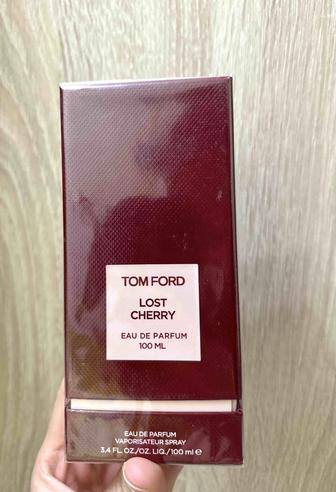 TOM FORD
LOST
CHERRY
EAU DE PARFUM
100 ML
EAU DE PARFUM
VAPORISATEUR SPRAY
3.4 FL. OZ./OZ. LIQ./100 ml ℮